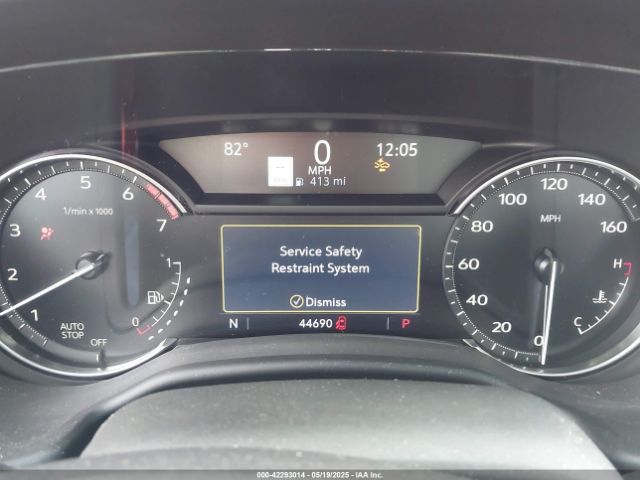 82° 0 12:05
MPH
413 mi
4 5 6
1/min x 1000
3 7
2
1
AUTO
STOP
OFF
1
0
Service Safety
Restraint System
Dismiss
N 44690 P
100 120 140
MPH
80 160
60
40
20
0
H
C
000-42293014 - 05/19/2025 - IAA Inc.